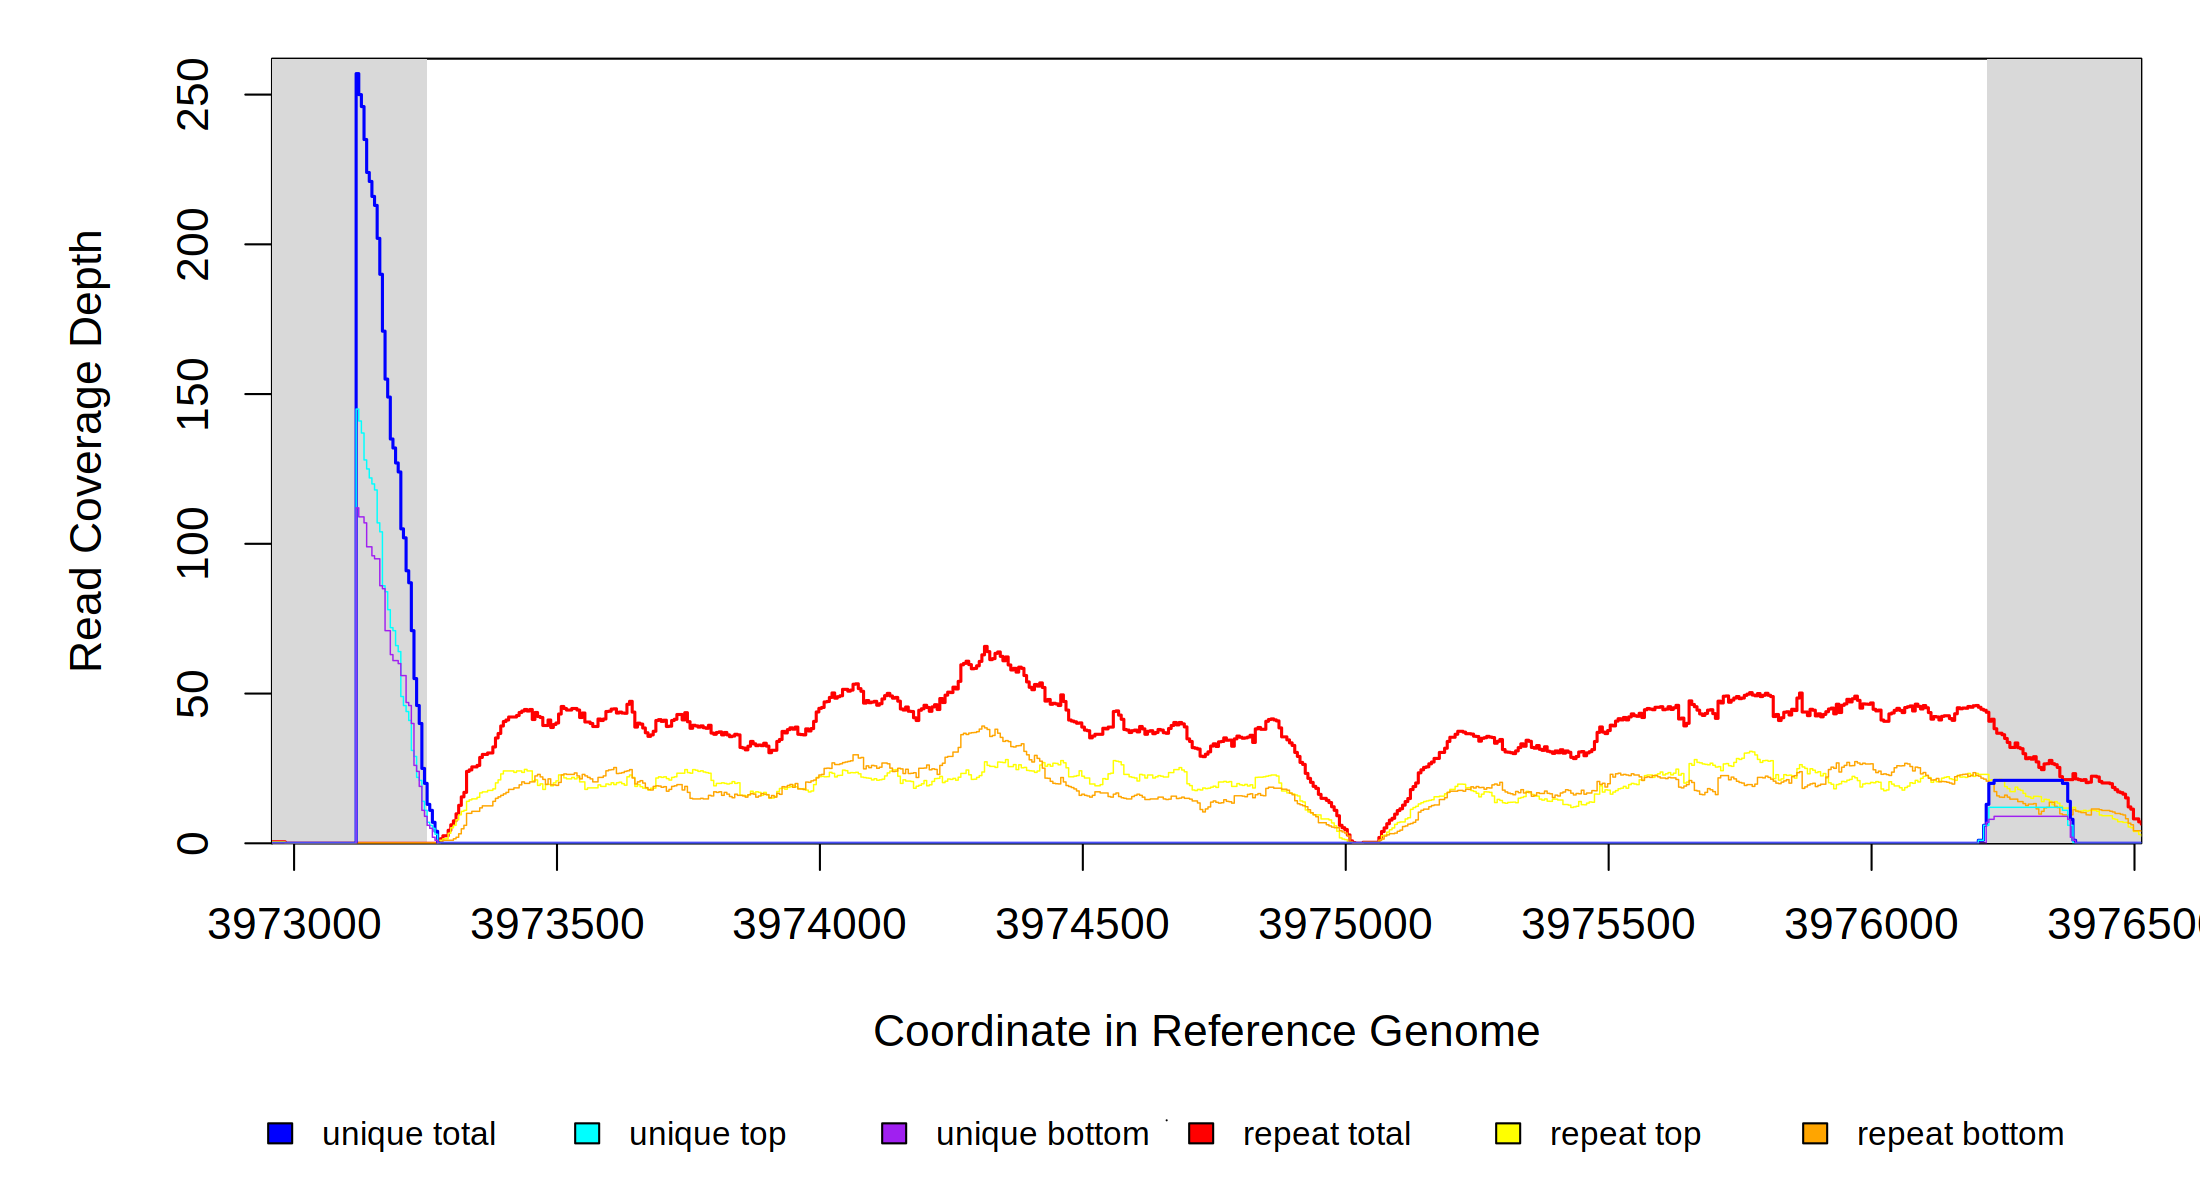 Read Coverage Depth
250
200
150
100
50
0
3973000 3973500 3974000 3974500 3975000 3975500 3976000 397650
Coordinate in Reference Genome
unique total unique top unique bottom repeat total repeat top repeat bottom